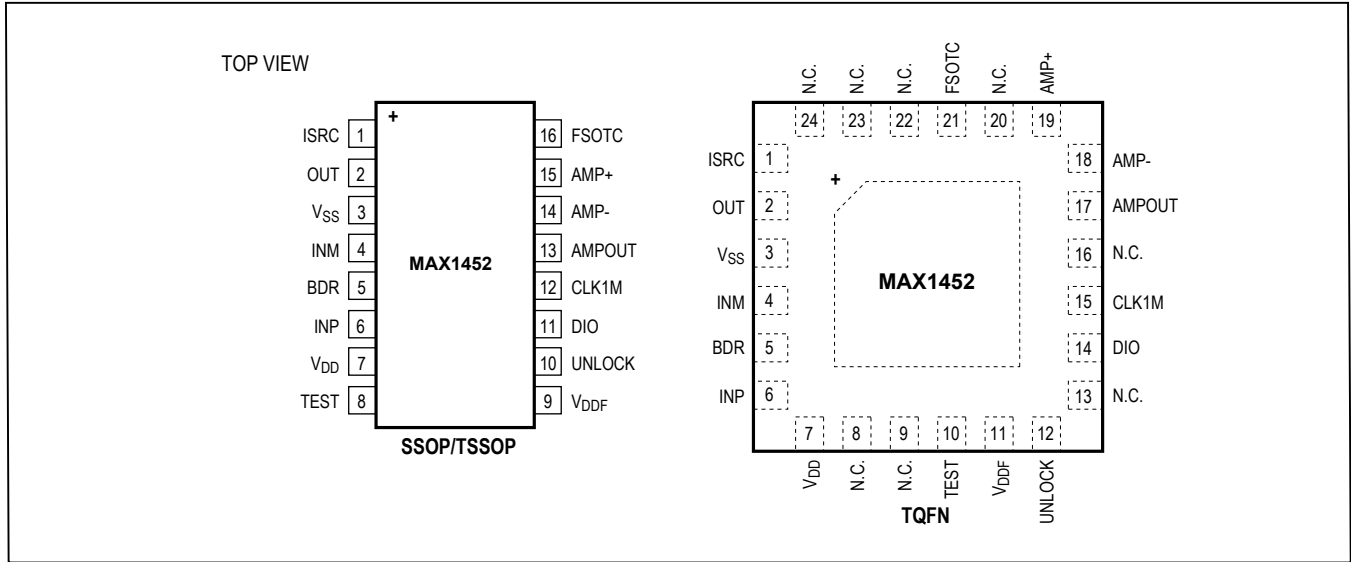 TOP VIEW
+
ISRC 1
OUT 2
VSS 3
INM 4
BDR 5
INP 6
VDD 7
TEST 8
MAX1452
16 FSOTC
15 AMP+
14 AMP-
13 AMPOUT
12 CLK1M
11 DIO
10 UNLOCK
9 VDDF
SSOP/TSSOP
N.C. N.C. N.C. FSOTC N.C. AMP+
24 23 22 21 20 19
ISRC 1
OUT 2
VSS 3
INM 4
BDR 5
INP 6
+
MAX1452
18 AMP-
17 AMPOUT
16 N.C.
15 CLK1M
14 DIO
13 N.C.
7 8 9 10 11 12
VDD N.C. N.C. TEST VDDF UNLOCK
TQFN